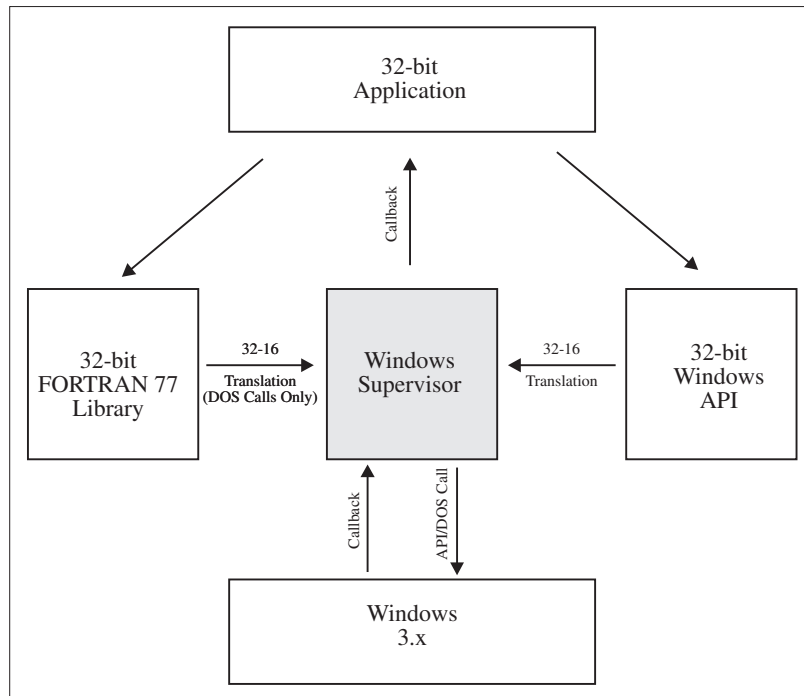 32-bit
Application
Callback
32-bit
FORTRAN 77
Library
32-16
Translation
(DOS Calls Only)
Windows
Supervisor
32-16
Translation
32-bit
Windows
API
Callback
API/DOS Call
Windows
3.x